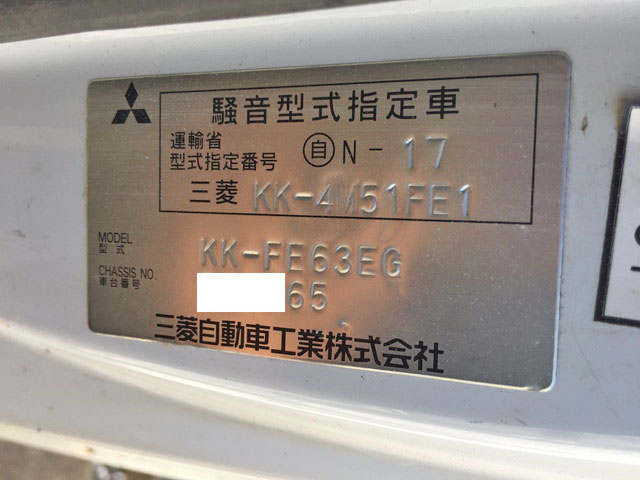 騒音型式指定車
運輸省
型式指定番号 自 N - 17
三菱 KK-4M51FE1
MODEL
型式 KK-FE63EG
CHASSIS NO.
車台番号 65
三菱自動車工業株式会社